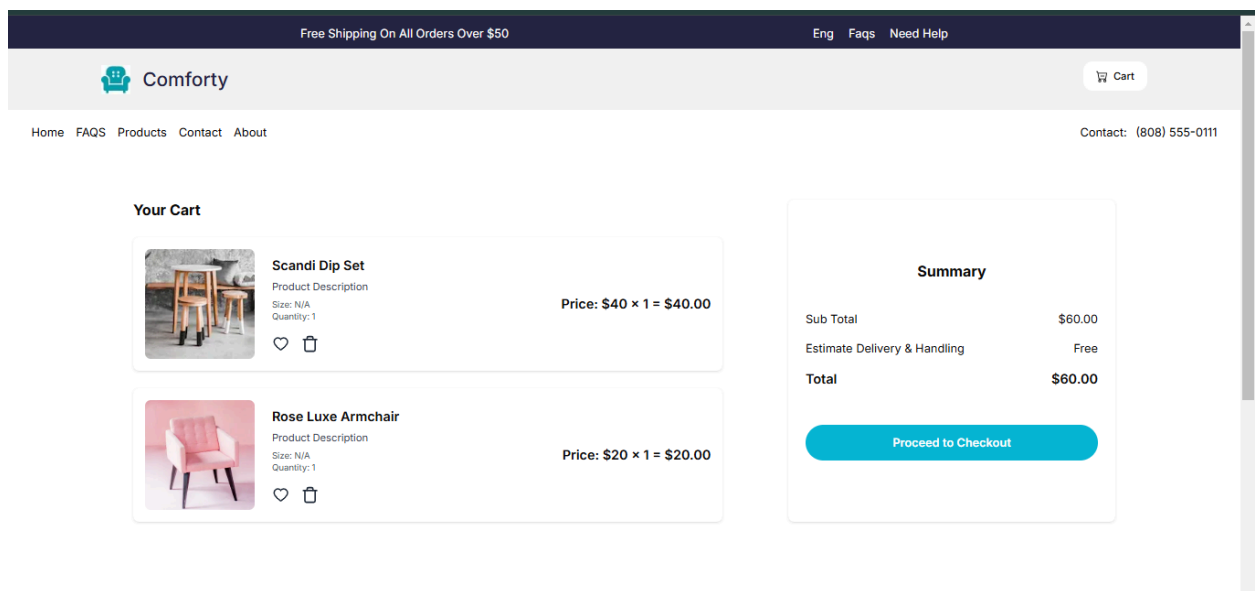 Free Shipping On All Orders Over $50
Eng Faqs Need Help
Comforty
Cart
Home FAQS Products Contact About
Contact: (808) 555-0111
Your Cart
Scandi Dip Set
Product Description
Size: N/A
Quantity: 1
Price: $40 × 1 = $40.00
Rose Luxe Armchair
Product Description
Size: N/A
Quantity: 1
Price: $20 × 1 = $20.00
Summary
Sub Total $60.00
Estimate Delivery & Handling Free
Total $60.00
Proceed to Checkout